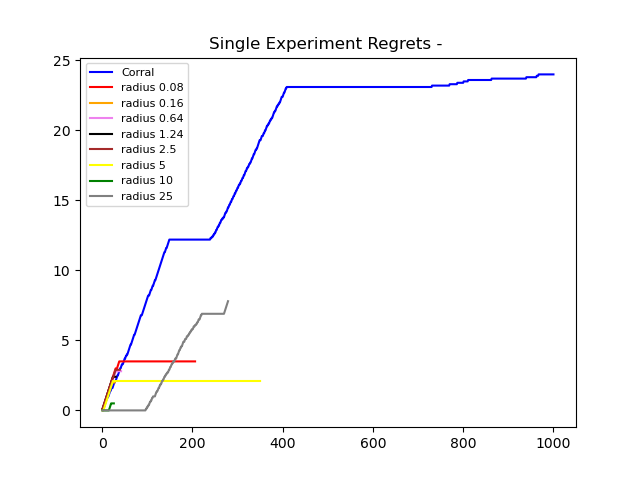 Single Experiment Regrets -
25
20
15
10
5
0
Corral
radius 0.08
radius 0.16
radius 0.64
radius 1.24
radius 2.5
radius 5
radius 10
radius 25
0 200 400 600 800 1000